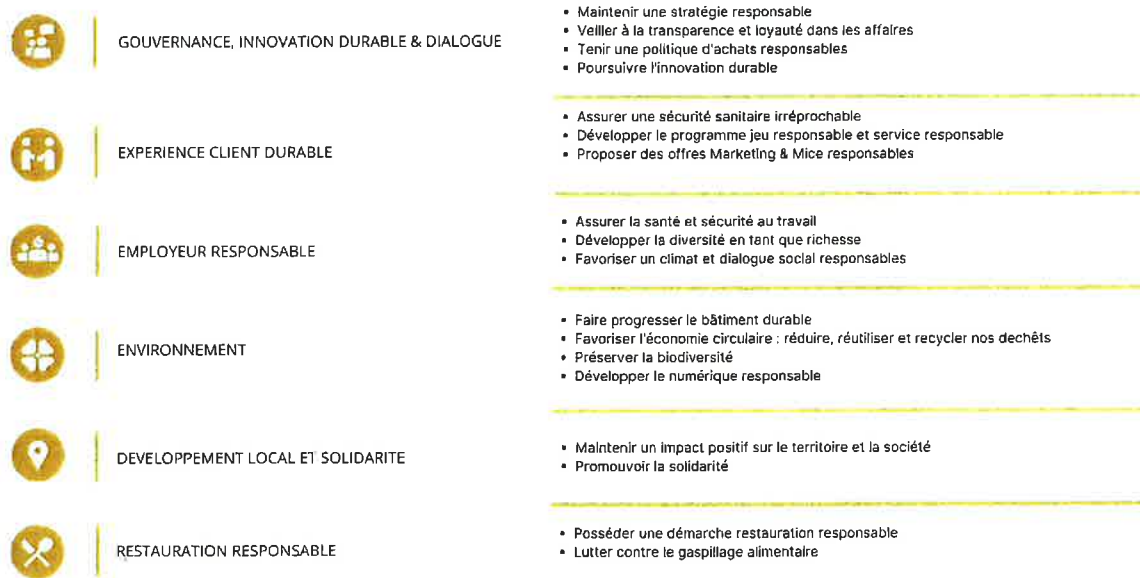 GOUVERNANCE, INNOVATION DURABLE & DIALOGUE
• Maintenir une stratégie responsable
• Veiller à la transparence et loyauté dans les affaires
• Tenir une politique d'achats responsables
• Poursuivre l'innovation durable
EXPERIENCE CLIENT DURABLE
• Assurer une sécurité sanitaire irréprochable
• Développer le programme jeu responsable et service responsable
• Proposer des offres Marketing & Mice responsables
EMPLOYEUR RESPONSABLE
• Assurer la santé et sécurité au travail
• Développer la diversité en tant que richesse
• Favoriser un climat et dialogue social responsables
ENVIRONNEMENT
• Faire progresser le bâtiment durable
• Favoriser l'économie circulaire : réduire, réutiliser et recycler nos dechêts
• Préserver la biodiversité
• Développer le numérique responsable
DEVELOPPEMENT LOCAL ET SOLIDARITE
• Maintenir un impact positif sur le territoire et la société
• Promouvoir la solidarité
RESTAURATION RESPONSABLE
• Posséder une démarche restauration responsable
• Lutter contre le gaspillage alimentaire